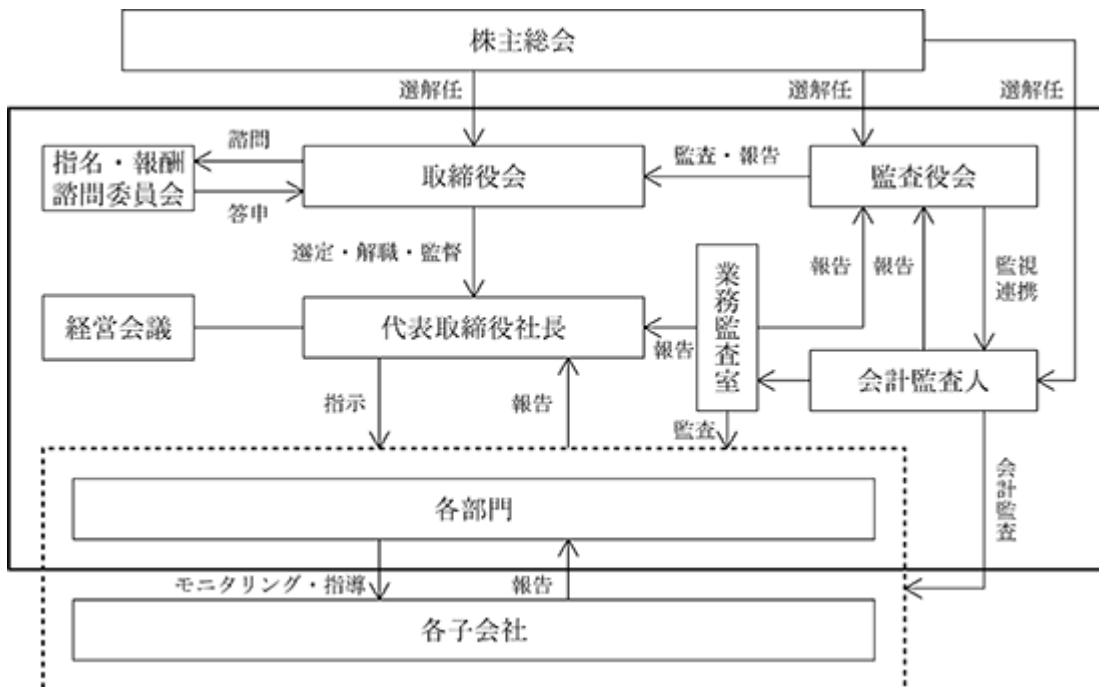 株主総会
選解任
選解任
選解任
諮問
指名・報酬
諮問委員会
答申
取締役会
監査・報告
監査役会
選定・解職・監督
業務監査室
報告
報告
監視
連携
経営会議
代表取締役社長
報告
会計監査人
指示
報告
監査
会計監査
各部門
モニタリング・指導
報告
各子会社